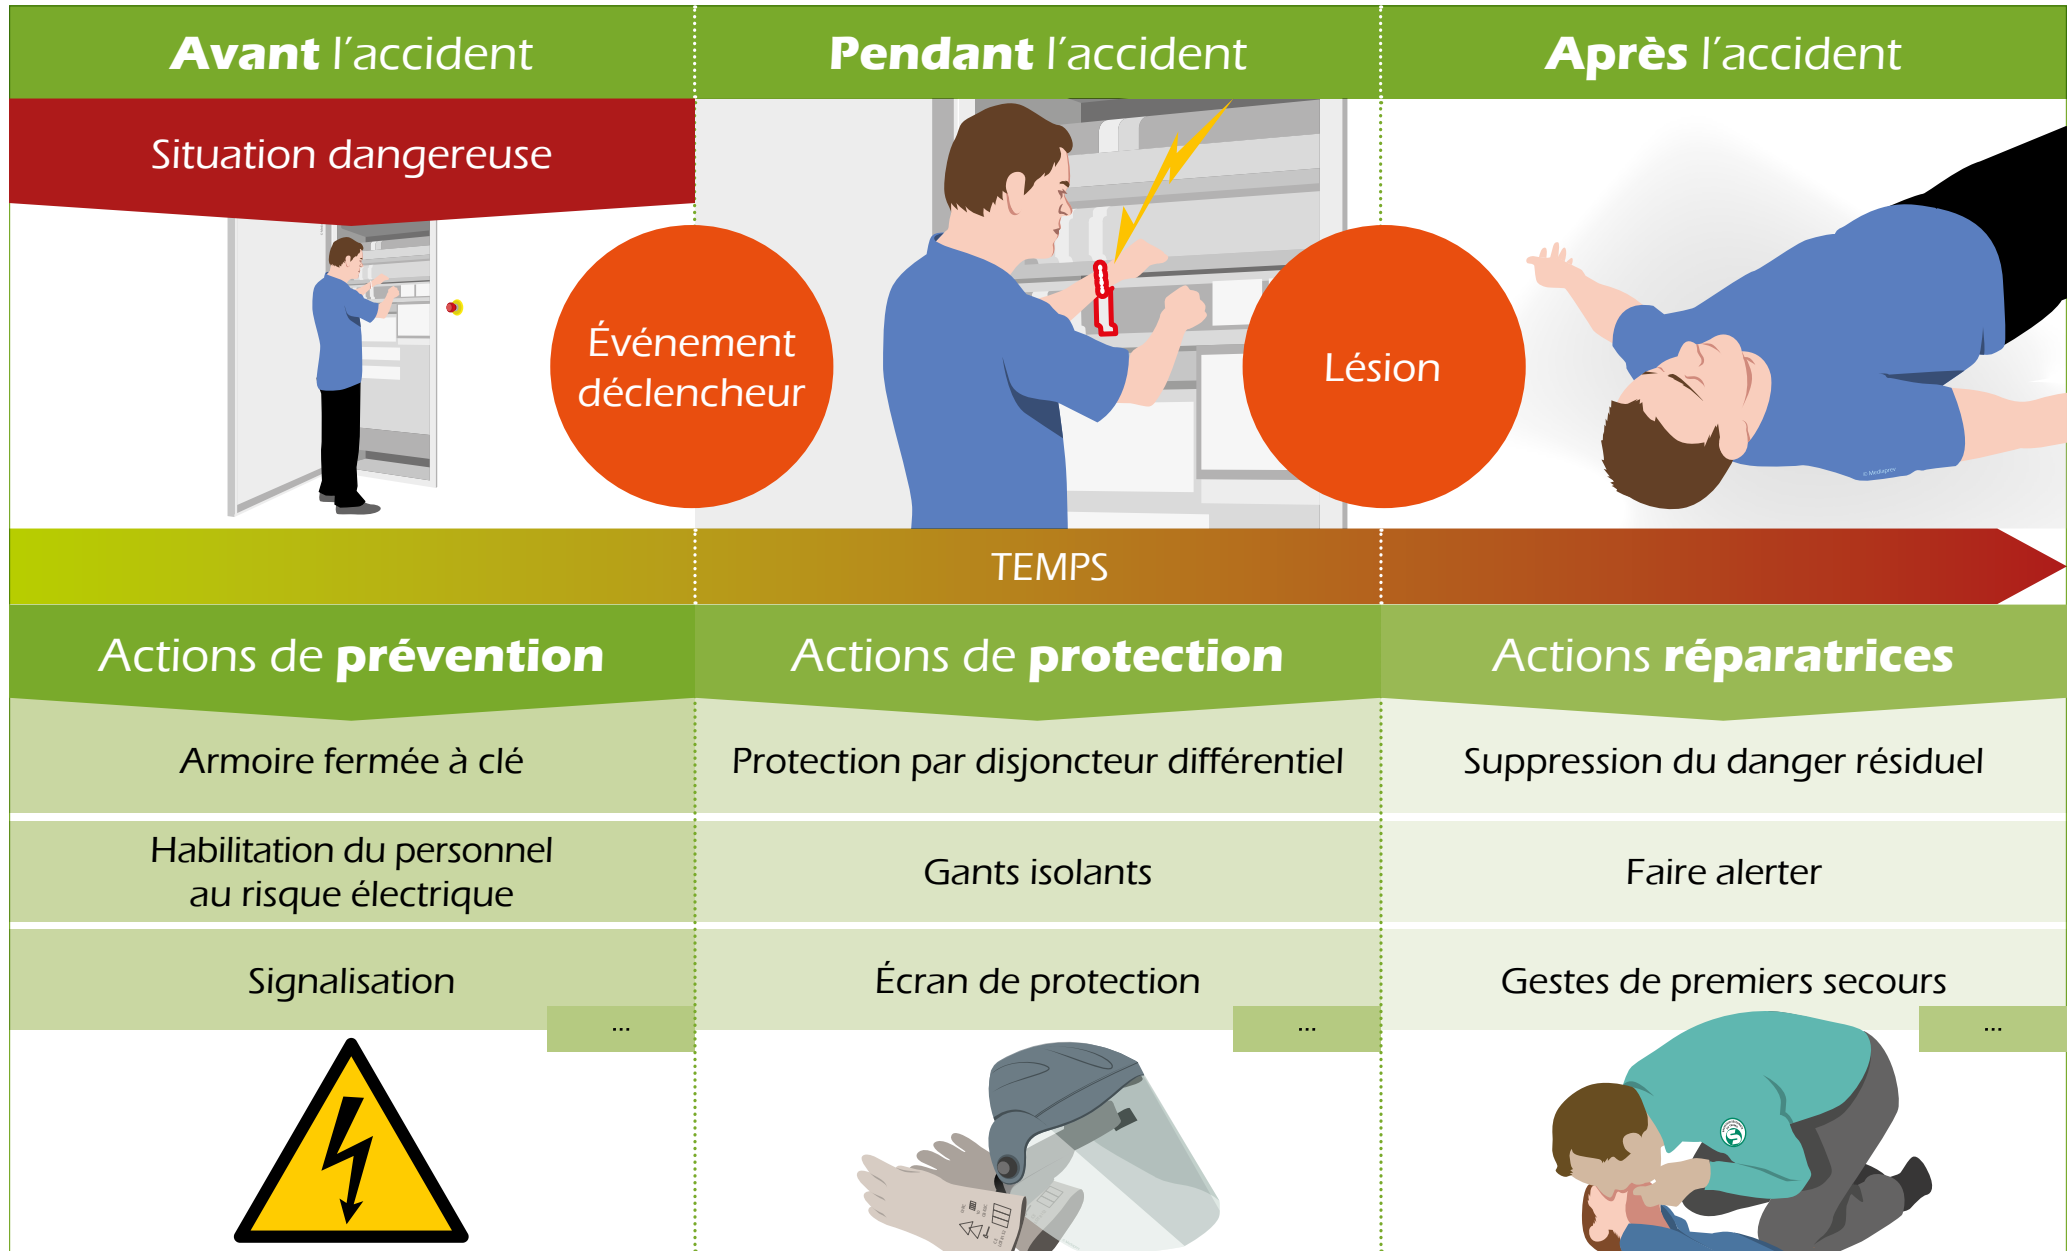 Avant l'accident
Pendant l'accident
Après l'accident
Situation dangereuse
Événement
déclencheur
Lésion
© Mediaprev
TEMPS
Actions de prévention
Actions de protection
Actions réparatrices
Armoire fermée à clé
Protection par disjoncteur différentiel
Suppression du danger résiduel
Habilitation du personnel
au risque électrique
Gants isolants
Faire alerter
Signalisation
Écran de protection
Gestes de premiers secours
...
...
...